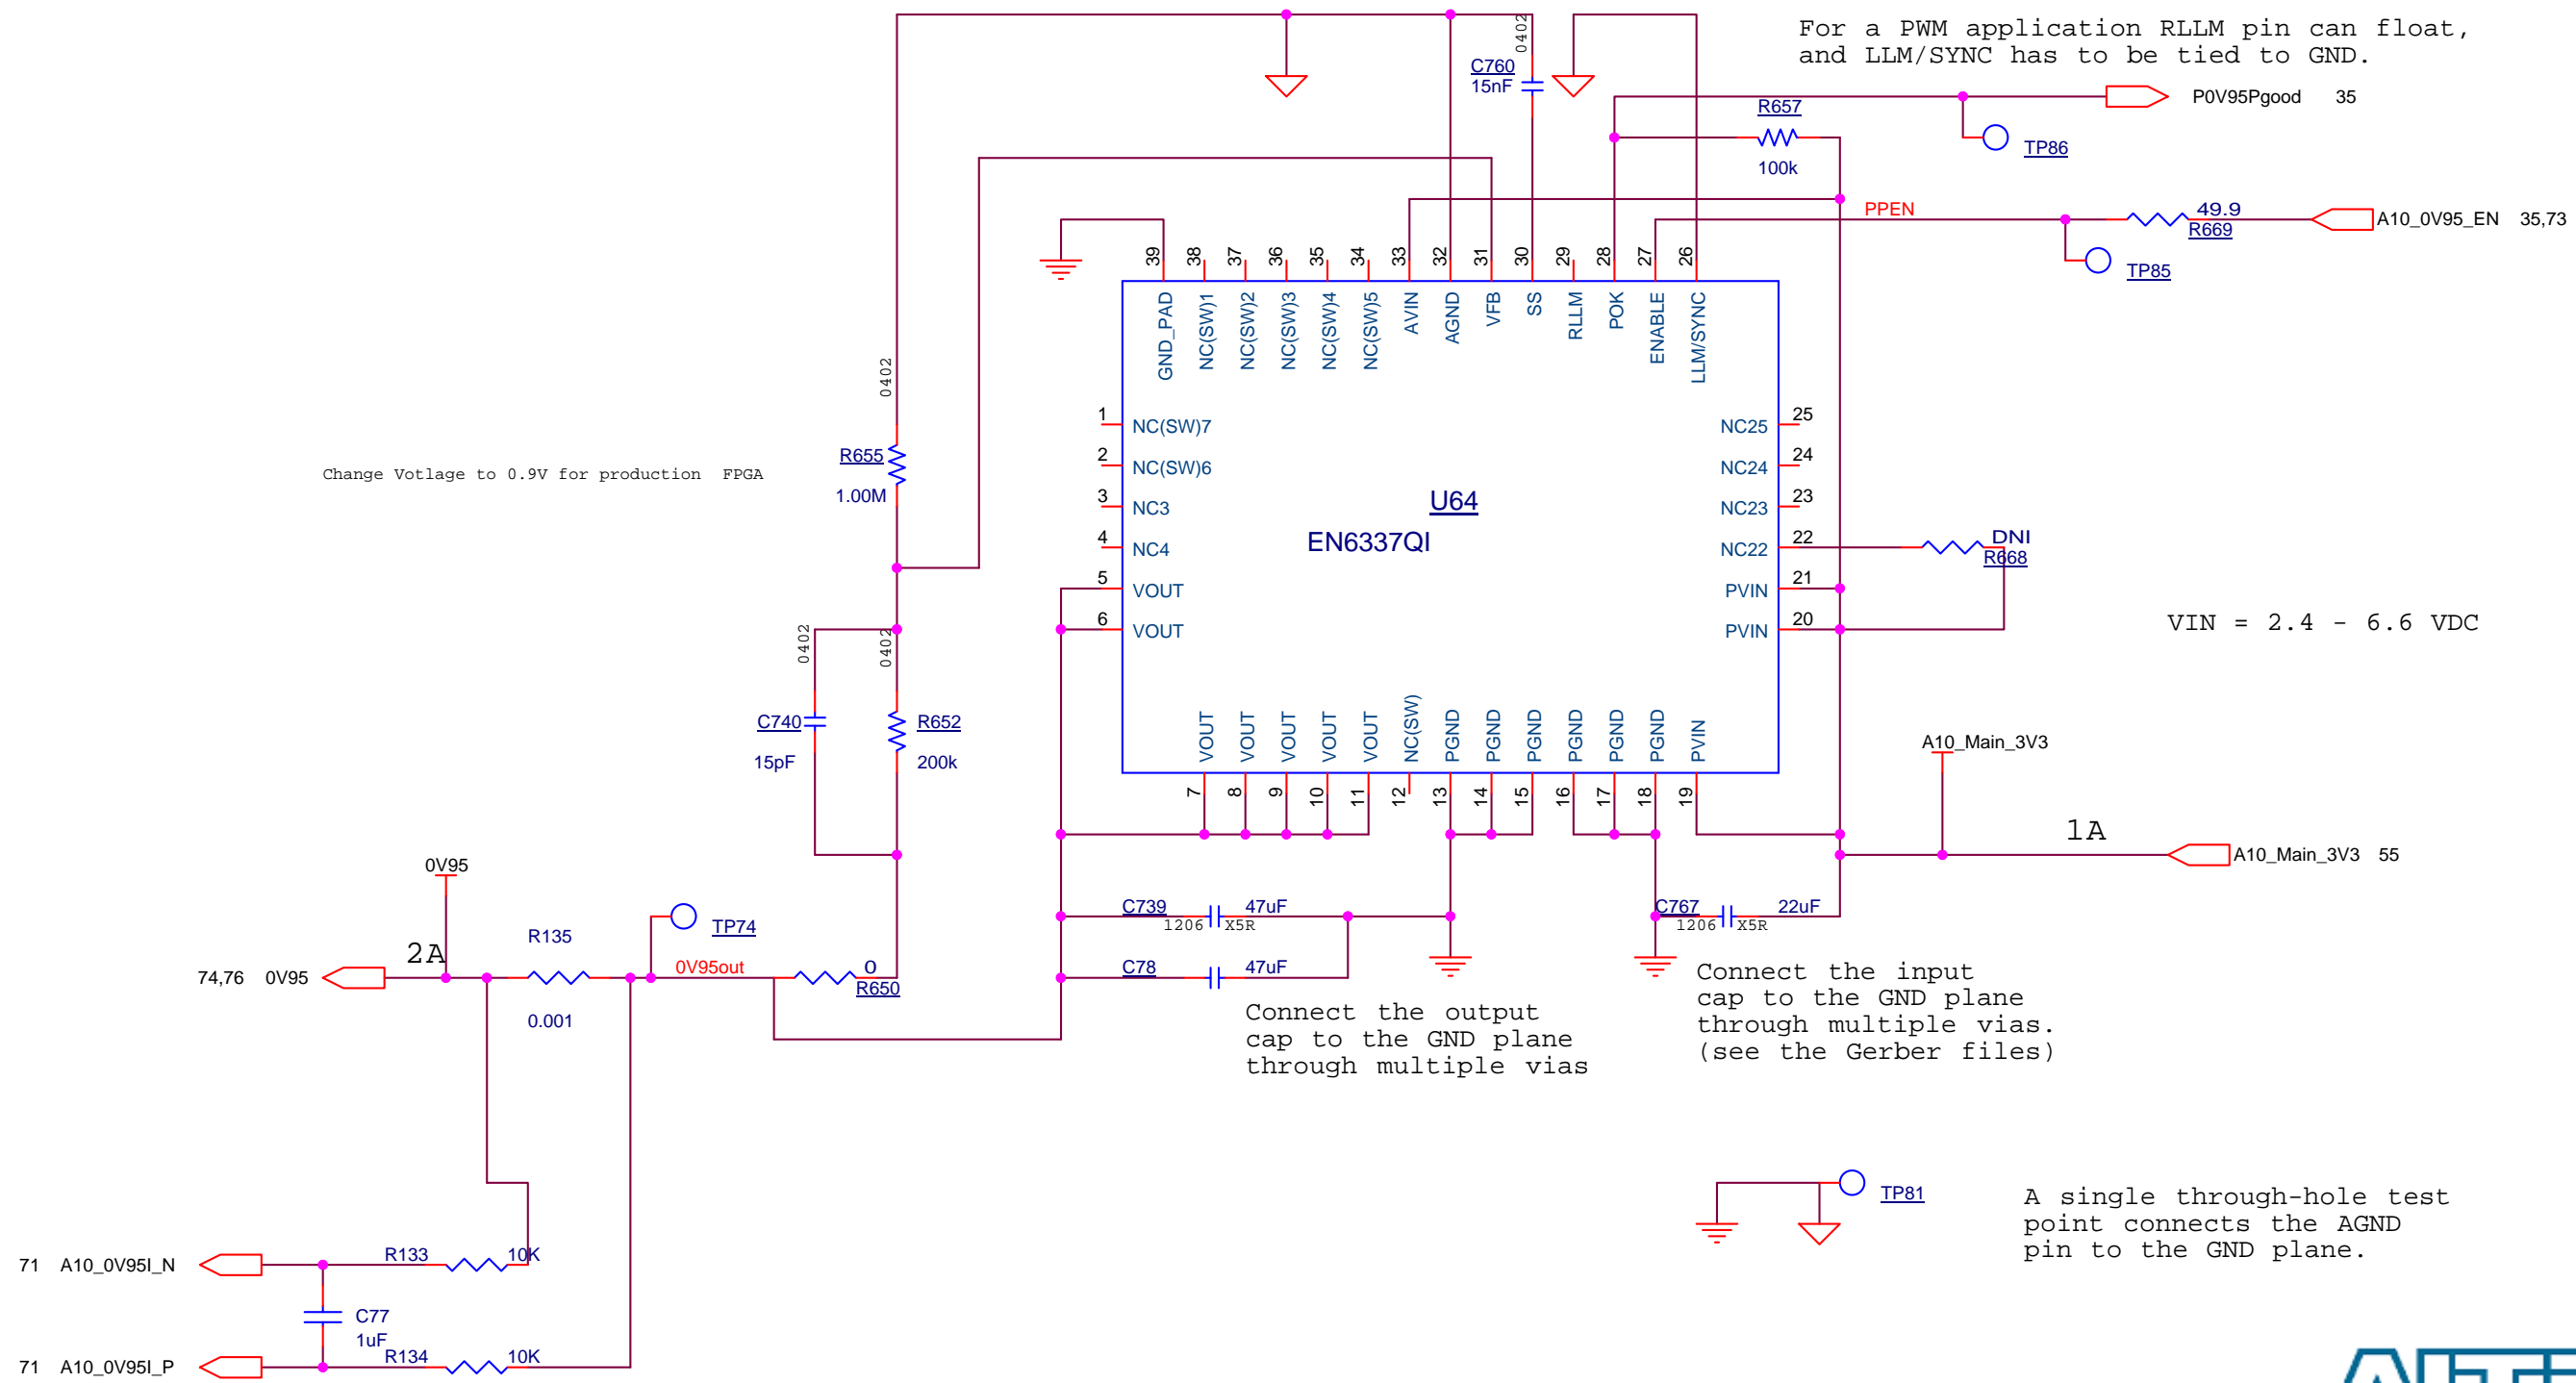 For a PWM application RLLM pin can float,
and LLM/SYNC has to be tied to GND.
0402
C760
15nF
R657
100k
P0V95Pgood 35
TP86
PPEN
49.9
R669
A10_0V95_EN 35,73
TP85
39
38
37
36
35
34
33
32
31
30
29
28
27
26
GND_PAD
NC(SW)1
NC(SW)2
NC(SW)3
NC(SW)4
NC(SW)5
AVIN
AGND
VFB
SS
RLLM
POK
ENABLE
LLM/SYNC
0402
R655
1.00M
Change Votlage to 0.9V for production FPGA
1 NC(SW)7
2 NC(SW)6
3 NC3
4 NC4
5 VOUT
6 VOUT
U64
EN6337QI
NC25 25
NC24 24
NC23 23
NC22 22
PVIN 21
PVIN 20
DNI
R668
VIN = 2.4 - 6.6 VDC
0402
0402
C740
15pF
R652
200k
VOUT
VOUT
VOUT
VOUT
VOUT
NC(SW)
PGND
PGND
PGND
PGND
PGND
PGND
PVIN
7
8
9
10
11
12
13
14
15
16
17
18
19
A10_Main_3V3
1A
A10_Main_3V3 55
0V95
2A
74,76 0V95
R135
0.001
TP74
0V95out
0
R650
C739
47uF
1206 X5R
C78
47uF
C767
22uF
1206 X5R
Connect the output
cap to the GND plane
through multiple vias
Connect the input
cap to the GND plane
through multiple vias.
(see the Gerber files)
TP81
A single through-hole test
point connects the AGND
pin to the GND plane.
71 A10_0V95I_N
R133
10K
C77
1uF
71 A10_0V95I_P
R134
10K